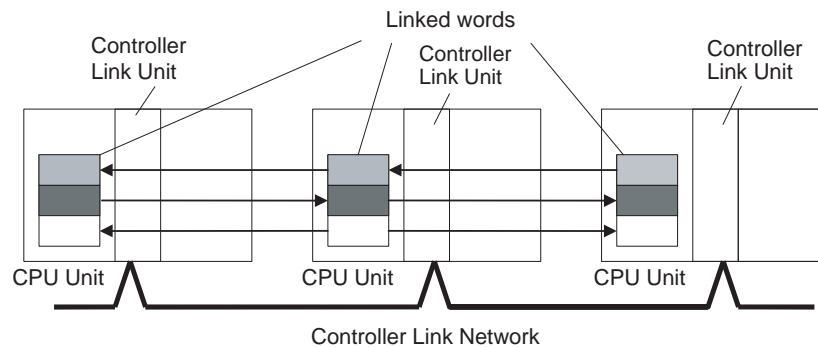 Linked words
Controller
Link Unit
Controller
Link Unit
Controller
Link Unit
CPU Unit
CPU Unit
CPU Unit
Controller Link Network